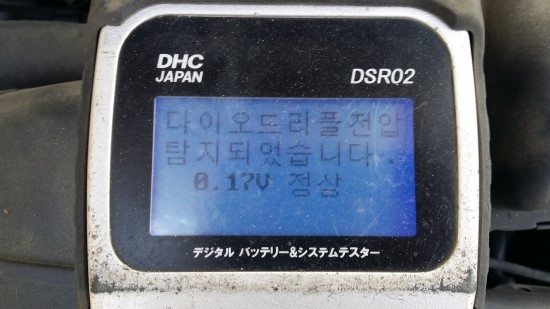 DHC
JAPAN
DSR02
다이오드리플전압
탐지되었습니다.
0.17V 정상
デジタル バッテリー&システムテスター